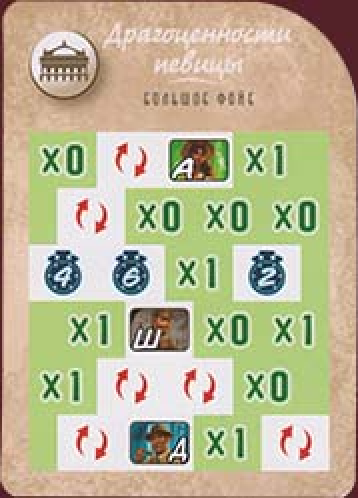 Драгоценности
певицы
БОЛЬШОЕ ФОЙЕ
x0 А x1
x0 x0 x0
4 6 x1 2
x1 Ш x0 x1
x1 x0
А x1